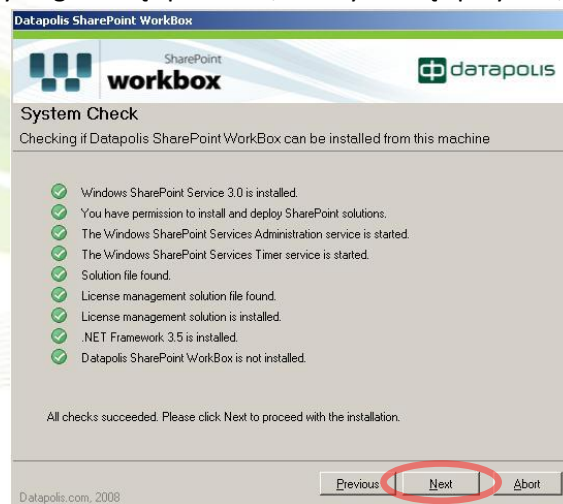 Datapolis SharePoint WorkBox
SharePoint
workbox
datapolis
System Check
Checking if Datapolis SharePoint WorkBox can be installed from this machine
Windows SharePoint Service 3.0 is installed.
You have permission to install and deploy SharePoint solutions.
The Windows SharePoint Services Administration service is started.
The Windows SharePoint Services Timer service is started.
Solution file found.
License management solution file found.
License management solution is installed.
.NET Framework 3.5 is installed.
Datapolis SharePoint WorkBox is not installed.
All checks succeeded. Please click Next to proceed with the installation.
Previous Next Abort
Datapolis.com, 2008